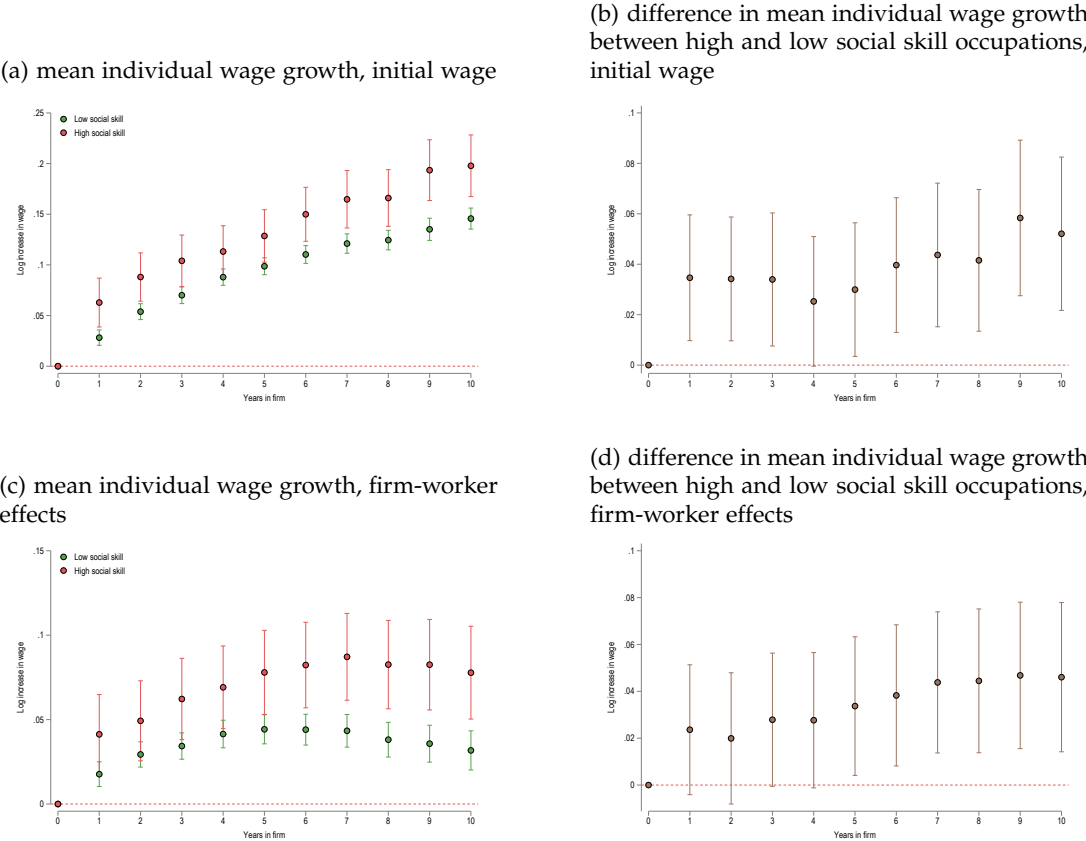 (a) mean individual wage growth, initial wage
(b) difference in mean individual wage growth
between high and low social skill occupations,
initial wage
.25
.2
.15
.1
.05
0
Log increase in wage
Low social skill
High social skill
0 1 2 3 4 5 6 7 8 9 10
Years in firm
.1
.08
.06
.04
.02
0
Log increase in wage
0 1 2 3 4 5 6 7 8 9 10
Years in firm
(c) mean individual wage growth, firm-worker
effects
(d) difference in mean individual wage growth
between high and low social skill occupations,
firm-worker effects
.15
.1
.05
0
Log increase in wage
Low social skill
High social skill
0 1 2 3 4 5 6 7 8 9 10
Years in firm
.1
.08
.06
.04
.02
0
Log increase in wage
0 1 2 3 4 5 6 7 8 9 10
Years in firm